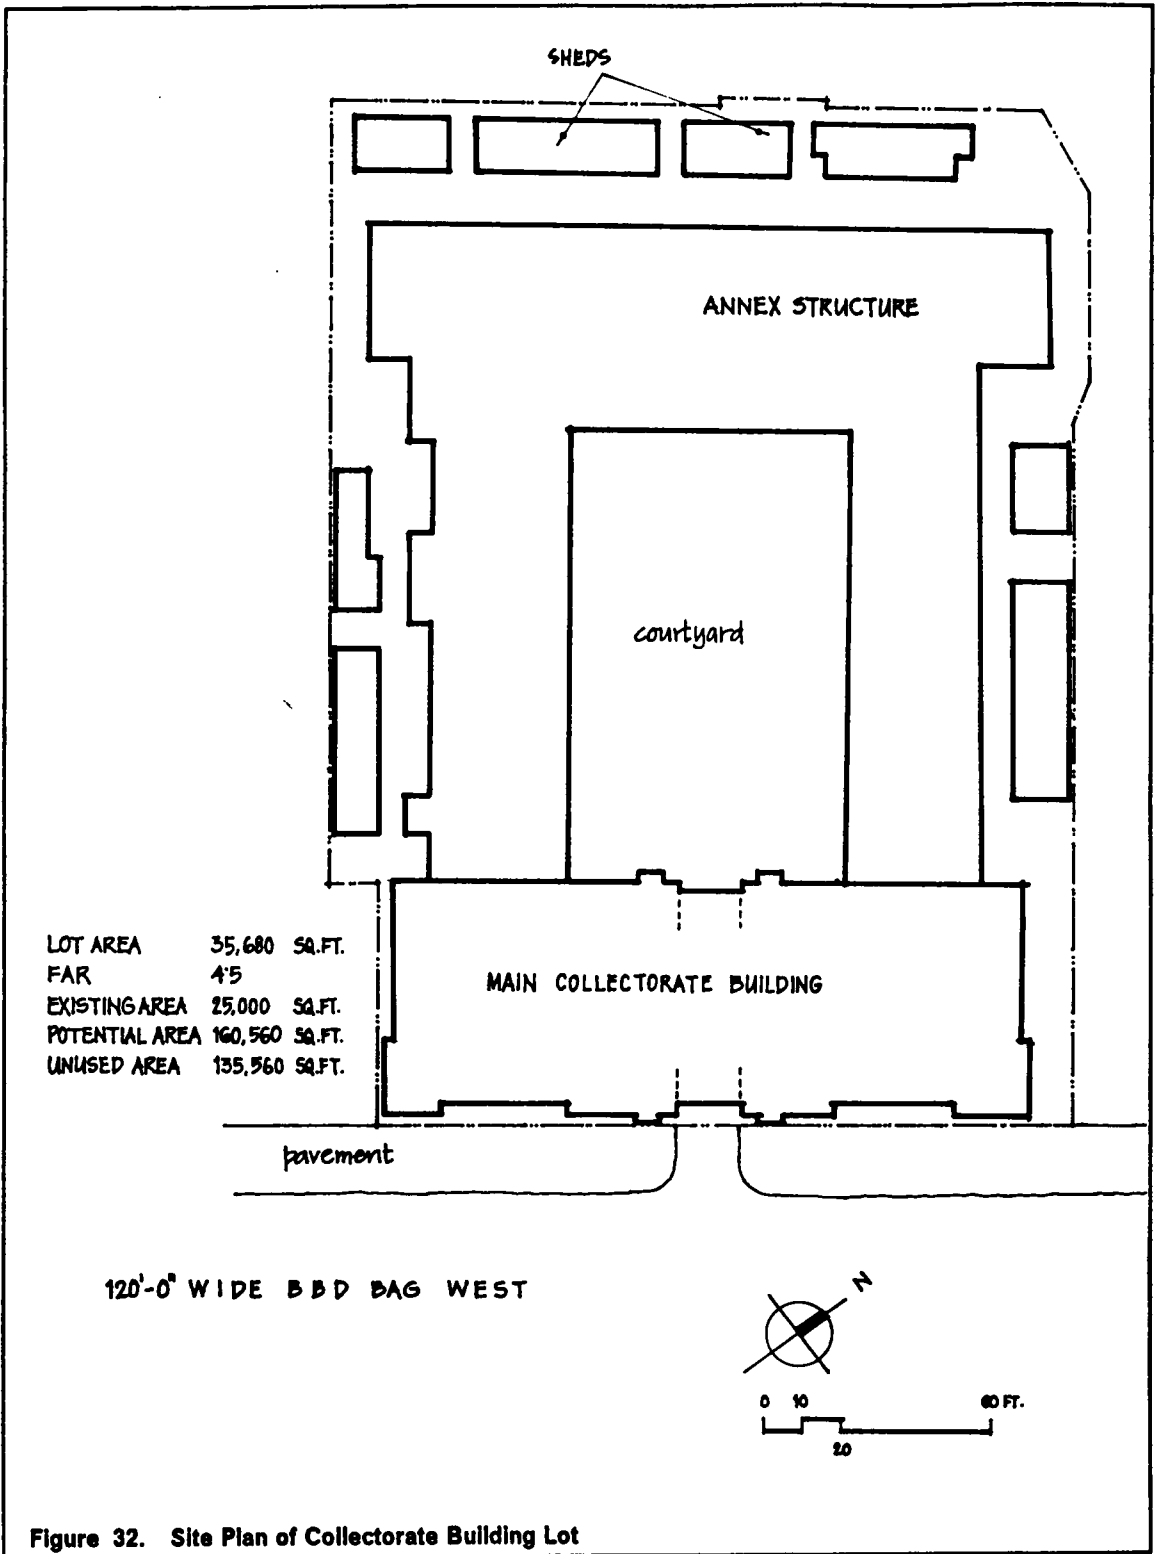 SHEDS
ANNEX STRUCTURE
courtyard
LOT AREA 35,680 SQ.FT.
FAR 4·5
EXISTING AREA 25,000 SQ.FT.
POTENTIAL AREA 160,560 SQ.FT.
UNUSED AREA 135,560 SQ.FT.
MAIN COLLECTORATE BUILDING
pavement
120'-0" WIDE BBD BAG WEST
N
0 10 60 FT.
20
Figure 32. Site Plan of Collectorate Building Lot